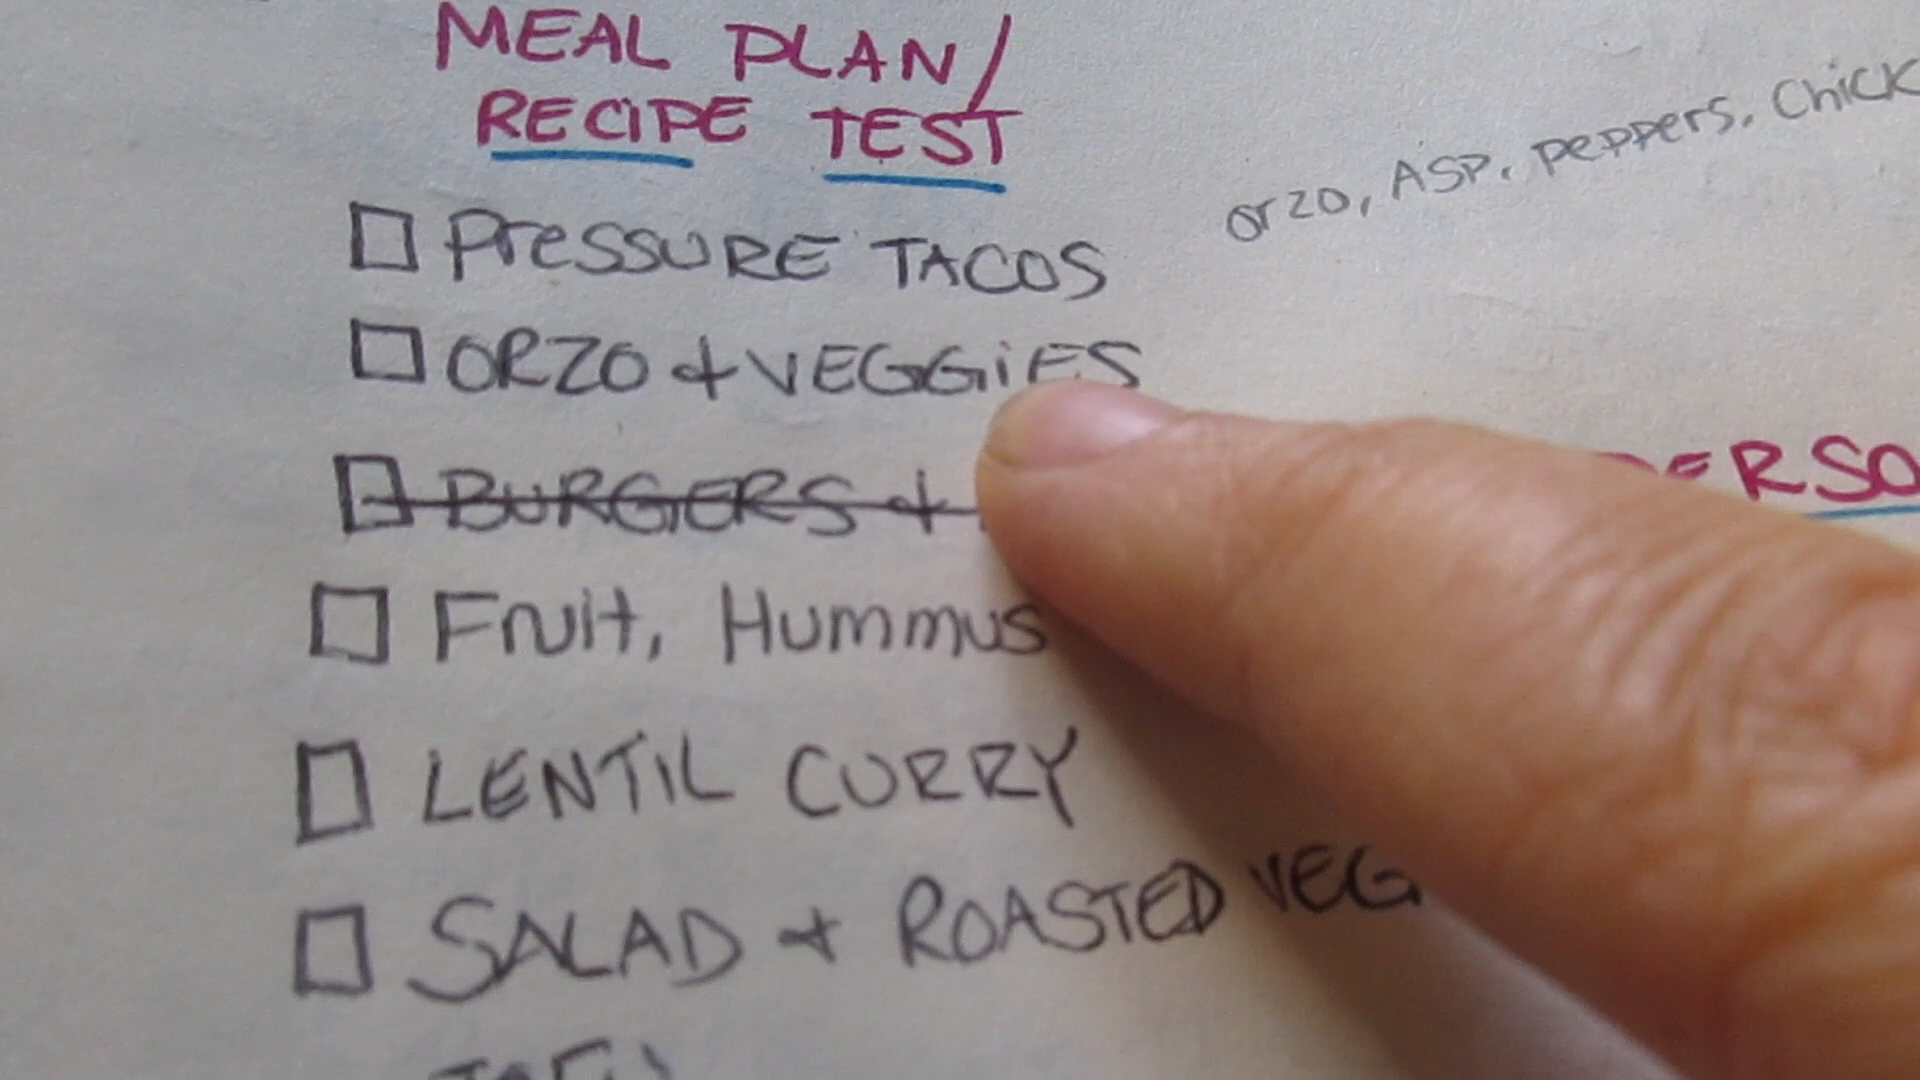 MEAL PLAN/
RECIPE TEST
orzo, ASP, peppers, Chick
PRESSURE TACOS
ORZO + VEGGIES
BURGERS +
Fruit, Hummus
LENTIL CURRY
SALAD + ROASTED VEG